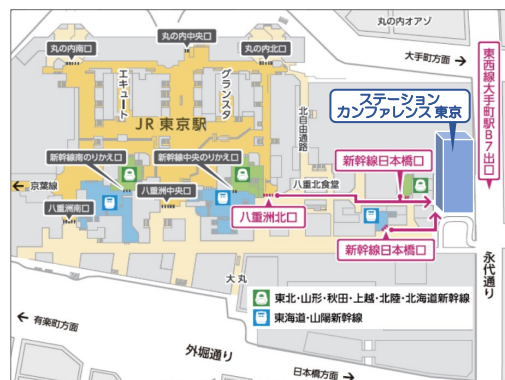 丸の内オアゾ
丸の内中央口
丸の内南口
丸の内北口
大手町方面 →
エキュート
グランスタ
北自由通路
東西線大手町駅B7出口
ステーション
カンファレンス 東京
JR 東京駅
新幹線南のりかえ口
新幹線中央のりかえ口
新幹線日本橋口
← 京葉線
八重洲中央口
八重北食堂
八重洲南口
八重洲北口
新幹線日本橋口
永代通り
大丸
東北・山形・秋田・上越・北陸・北海道新幹線
東海道・山陽新幹線
← 有楽町方面
外堀通り
日本橋方面 →